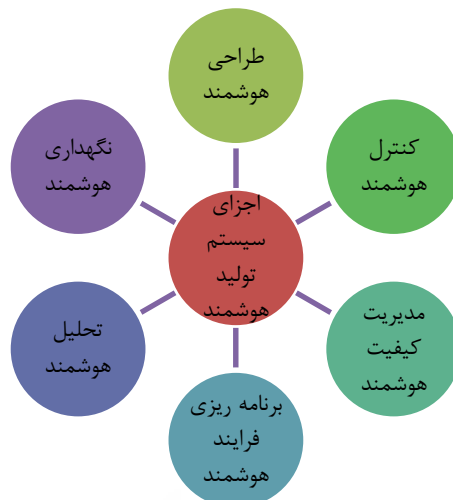 طراحی
هوشمند
کنترل
هوشمند
مدیریت
کیفیت
هوشمند
برنامه ریزی
فرایند
هوشمند
تحلیل
هوشمند
نگهداری
هوشمند
اجزای
سیستم
تولید
هوشمند